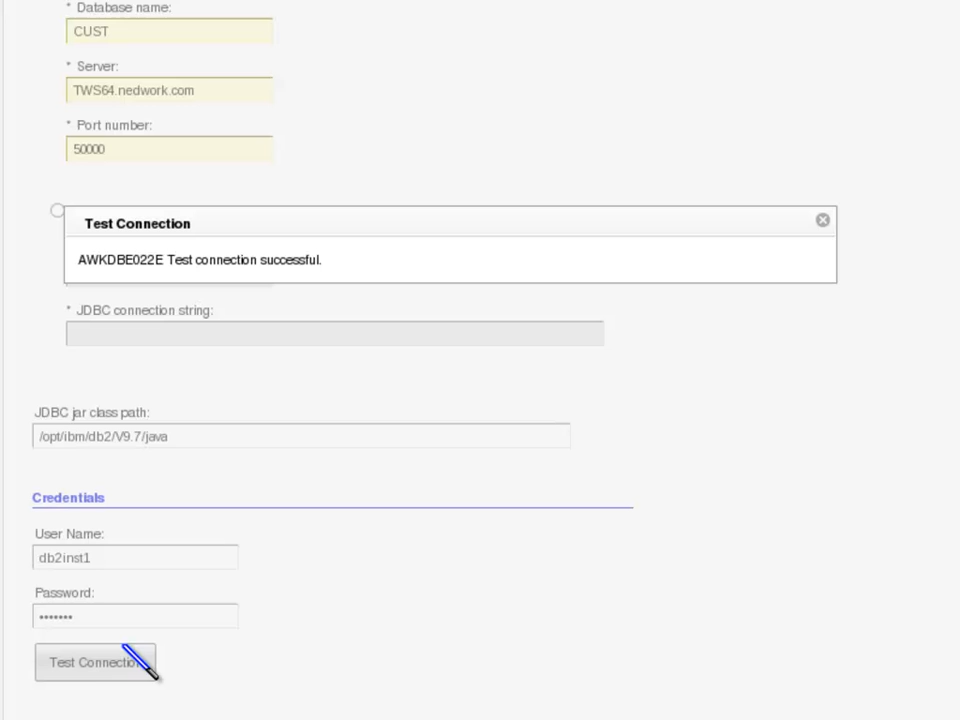 * Database name:
CUST
* Server:
TWS64.nedwork.com
* Port number:
50000
Test Connection
AWKDBE022E Test connection successful.
* JDBC connection string:
JDBC jar class path:
/opt/ibm/db2/V9.7/java
Credentials
User Name:
db2inst1
Password:
•••••••
Test Connection